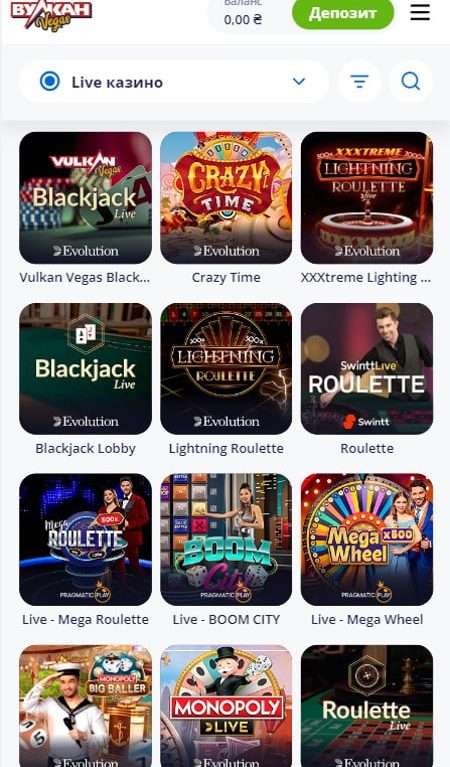 ВУЛКАН
Vegas
Баланс
0,00 ₴
Депозит
Live казино
VULKAN
Vegas
Blackjack
Live
Evolution
CRAZY
TIME
Evolution
XXXTREME
LIGHTNING
ROULETTE
live
Evolution
Vulkan Vegas Black...
Crazy Time
XXXtreme Lighting ...
Blackjack
Live
Evolution
LIGHTNING
ROULETTE
Evolution
SwinttLive
ROULETTE
Swintt
Blackjack Lobby
Lightning Roulette
Roulette
Mega
500x
ROULETTE
PRAGMATIC PLAY
BOOM
City
PRAGMATIC PLAY
Mega
Wheel
x500
PRAGMATIC PLAY
Live - Mega Roulette
Live - BOOM CITY
Live - Mega Wheel
MONOPOLY
BIG BALLER
Evolution
MONOPOLY
LIVE
Evolution
Roulette
Live
Evolution